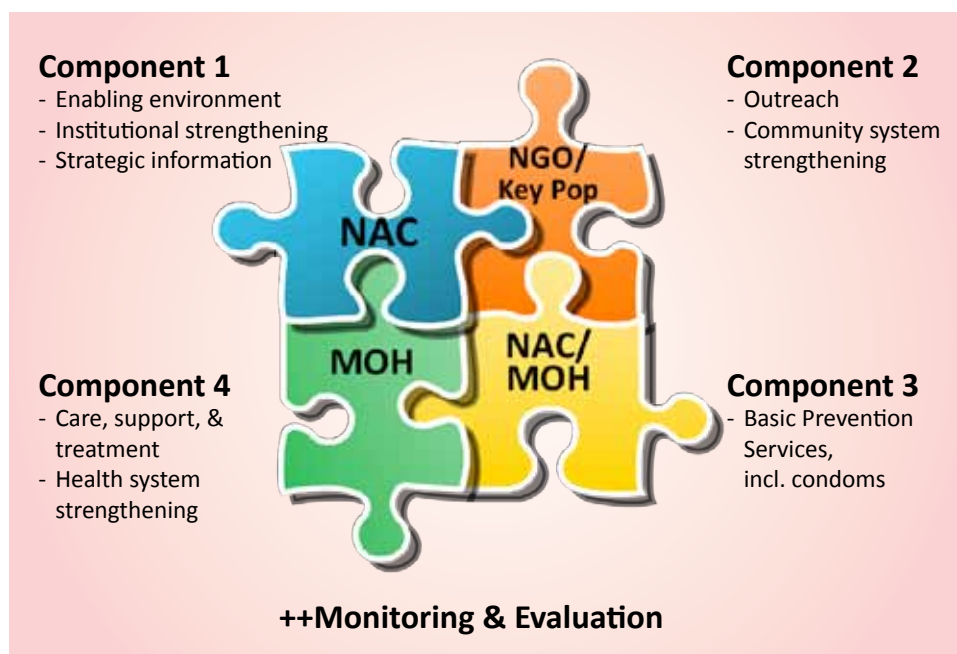 Component 1
- Enabling environment
- Institutional strengthening
- Strategic information
Component 2
- Outreach
- Community system
strengthening
NGO/
Key Pop
NAC
MOH
NAC/
MOH
Component 4
- Care, support, &
treatment
- Health system
strengthening
Component 3
- Basic Prevention
Services,
incl. condoms
++Monitoring & Evaluation